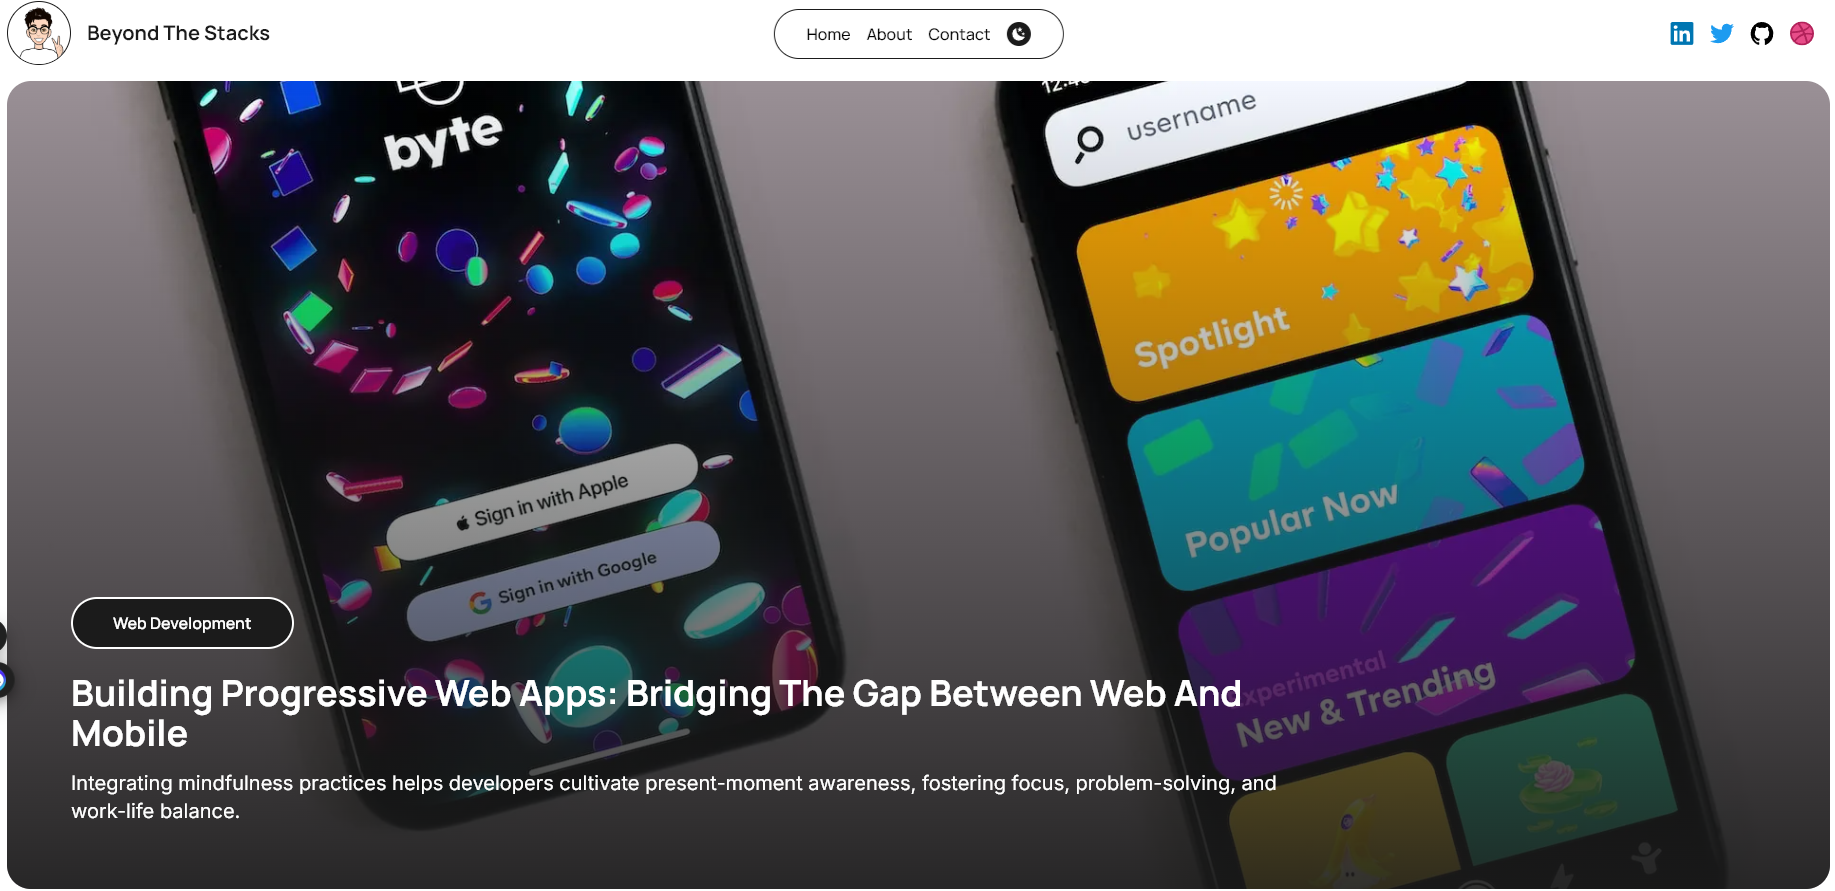 Beyond The Stacks
Home About Contact
byte
12:48
username
Spotlight
Popular Now
Sign in with Apple
Sign in with Google
Experimental
New & Trending
Web Development
Building Progressive Web Apps: Bridging The Gap Between Web And
Mobile
Integrating mindfulness practices helps developers cultivate present-moment awareness, fostering focus, problem-solving, and
work-life balance.